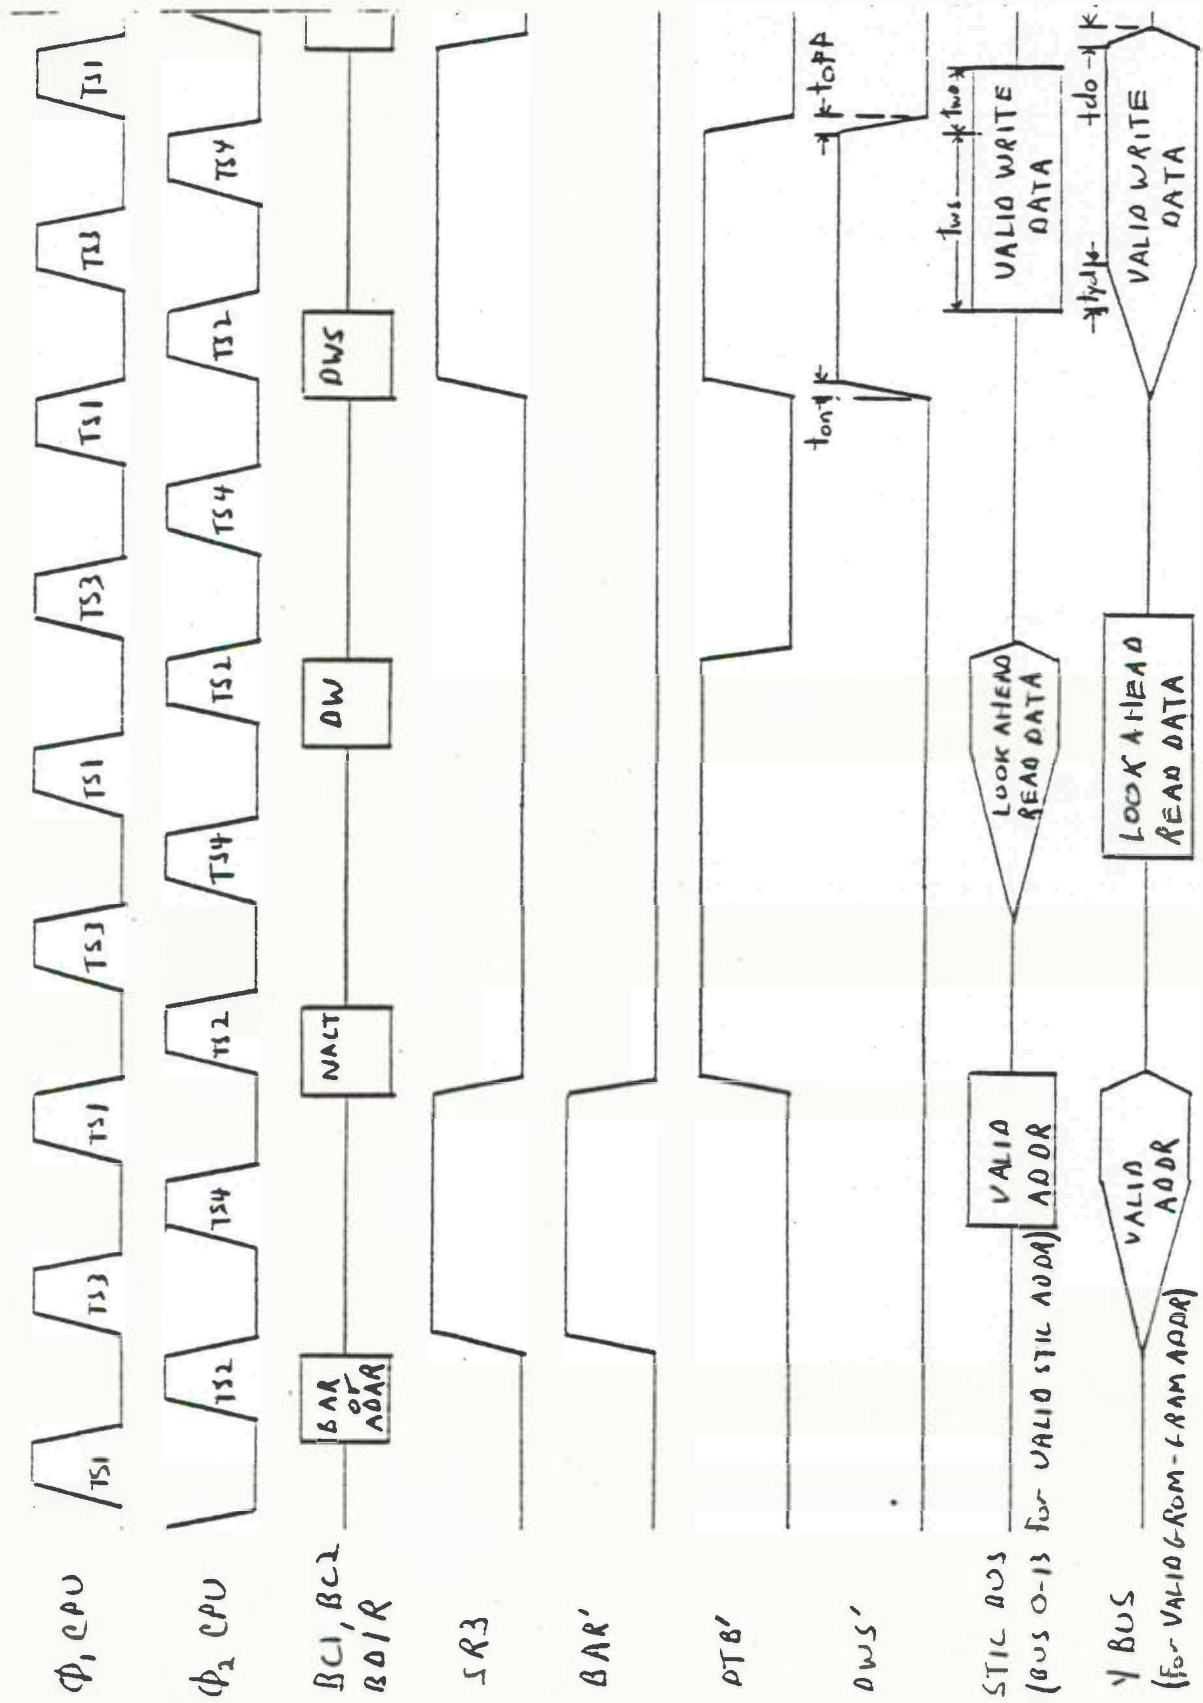 Φ1 CPU
TS1 TS3 TS1 TS3 TS1 TS3 TS1 TS3 TS1
Φ2 CPU
TS2 TS4 TS2 TS4 TS2 TS4 TS2 TS4
BC1, BC2
BDIR
BAR
or
ADAR
NACT
DW
DWS
SR3
BAR'
DTB'
DWS'
ton
toff
STIC BUS
(BUS 0-13 for VALID STIC ADDR)
VALID
ADDR
LOOK AHEAD
READ DATA
tws
two
VALID WRITE
DATA
Y BUS
(for VALID GROM-GRAM ADDR)
VALID
ADDR
LOOK AHEAD
READ DATA
tyd
tdo
VALID WRITE
DATA